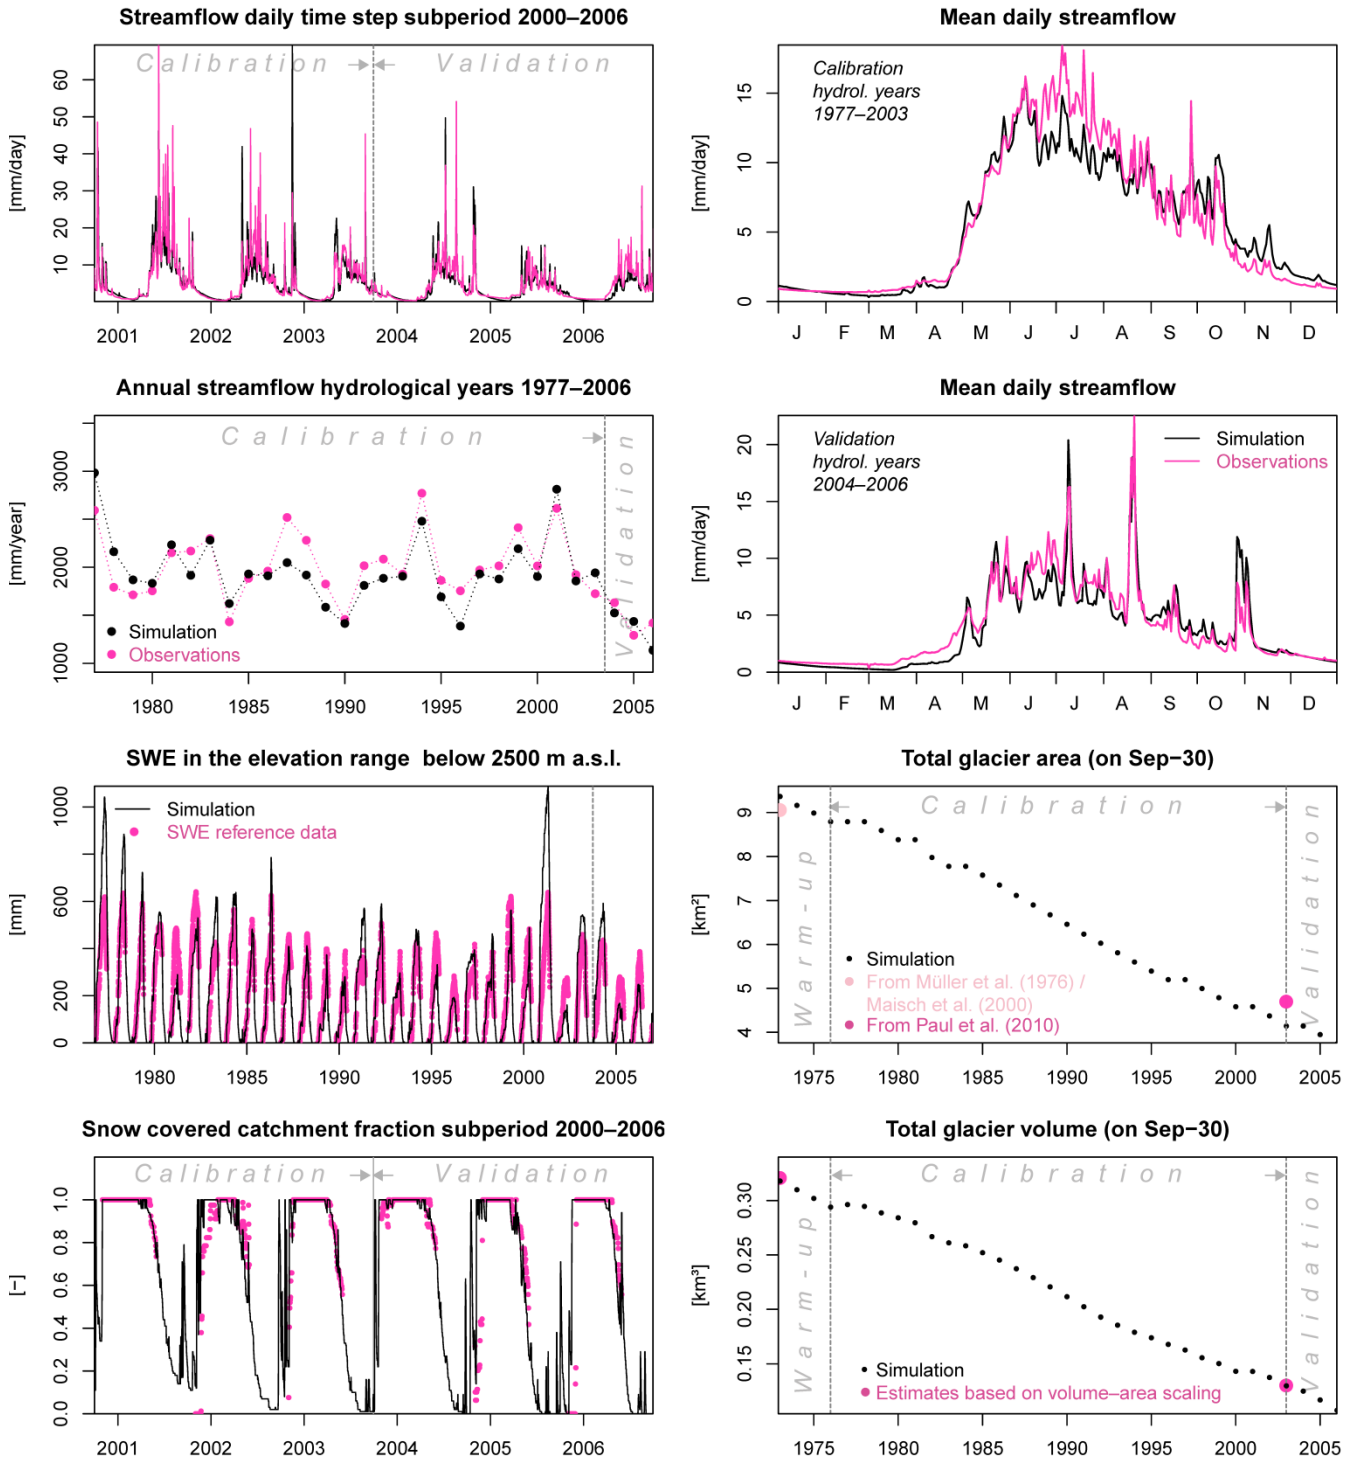 Streamflow daily time step subperiod 2000–2006
Calibration
Validation
[mm/day]
60
50
40
30
20
10
2001 2002 2003 2004 2005 2006
Mean daily streamflow
Calibration
hydrol. years
1977–2003
[mm/day]
15
10
5
0
J F M A M J J A S O N D
Annual streamflow hydrological years 1977–2006
Calibration
Validation
[mm/year]
3000
2000
1000
Simulation
Observations
1980 1985 1990 1995 2000 2005
Mean daily streamflow
Validation
hydrol. years
2004–2006
Simulation
Observations
[mm/day]
20
15
10
5
0
J F M A M J J A S O N D
SWE in the elevation range below 2500 m a.s.l.
Simulation
SWE reference data
[mm]
1000
600
200
0
1980 1985 1990 1995 2000 2005
Total glacier area (on Sep−30)
Warm-up
Calibration
Validation
[km²]
9
8
7
6
5
4
Simulation
From Müller et al. (1976) /
Maisch et al. (2000)
From Paul et al. (2010)
1975 1980 1985 1990 1995 2000 2005
Snow covered catchment fraction subperiod 2000–2006
Calibration
Validation
[−]
1.0
0.8
0.6
0.4
0.2
0.0
2001 2002 2003 2004 2005 2006
Total glacier volume (on Sep−30)
Warm-up
Calibration
Validation
[km³]
0.30
0.25
0.20
0.15
Simulation
Estimates based on volume–area scaling
1975 1980 1985 1990 1995 2000 2005